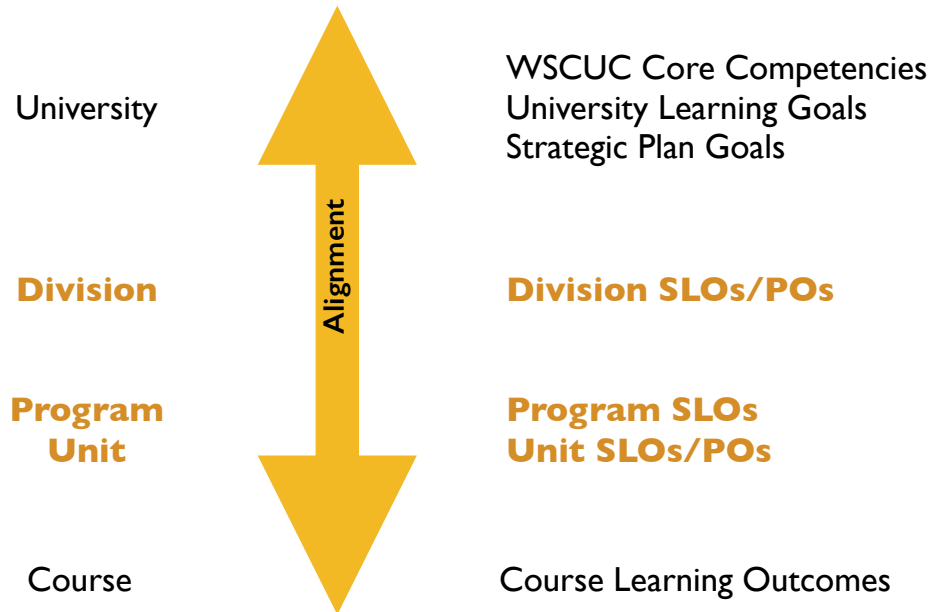 University
WSCUC Core Competencies
University Learning Goals
Strategic Plan Goals
Alignment
Division
Division SLOs/POs
Program
Unit
Program SLOs
Unit SLOs/POs
Course
Course Learning Outcomes